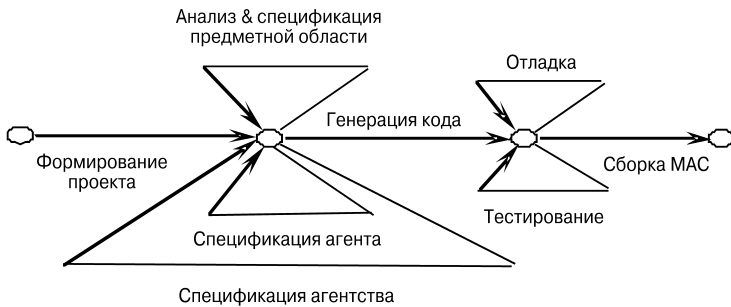 Анализ & спецификация
предметной области
Отладка
Генерация кода
Формирование
проекта
Сборка МАС
Спецификация агента
Тестирование
Спецификация агентства